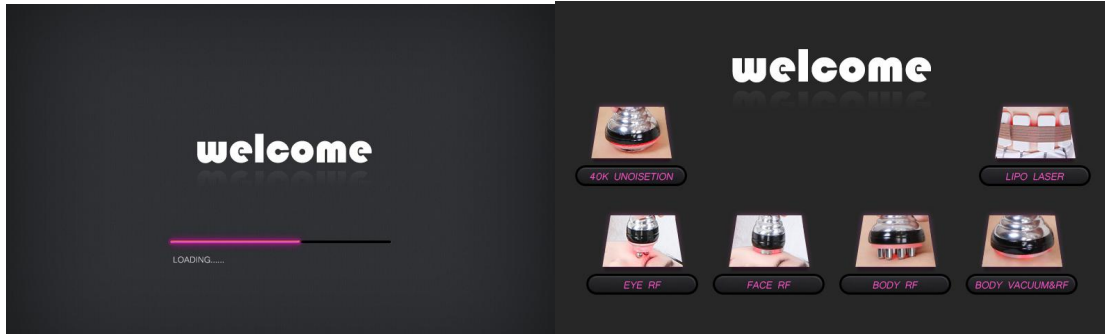 welcome
LOADING......
welcome
40K UNOISETION
LIPO LASER
EYE RF
FACE RF
BODY RF
BODY VACUUM&RF